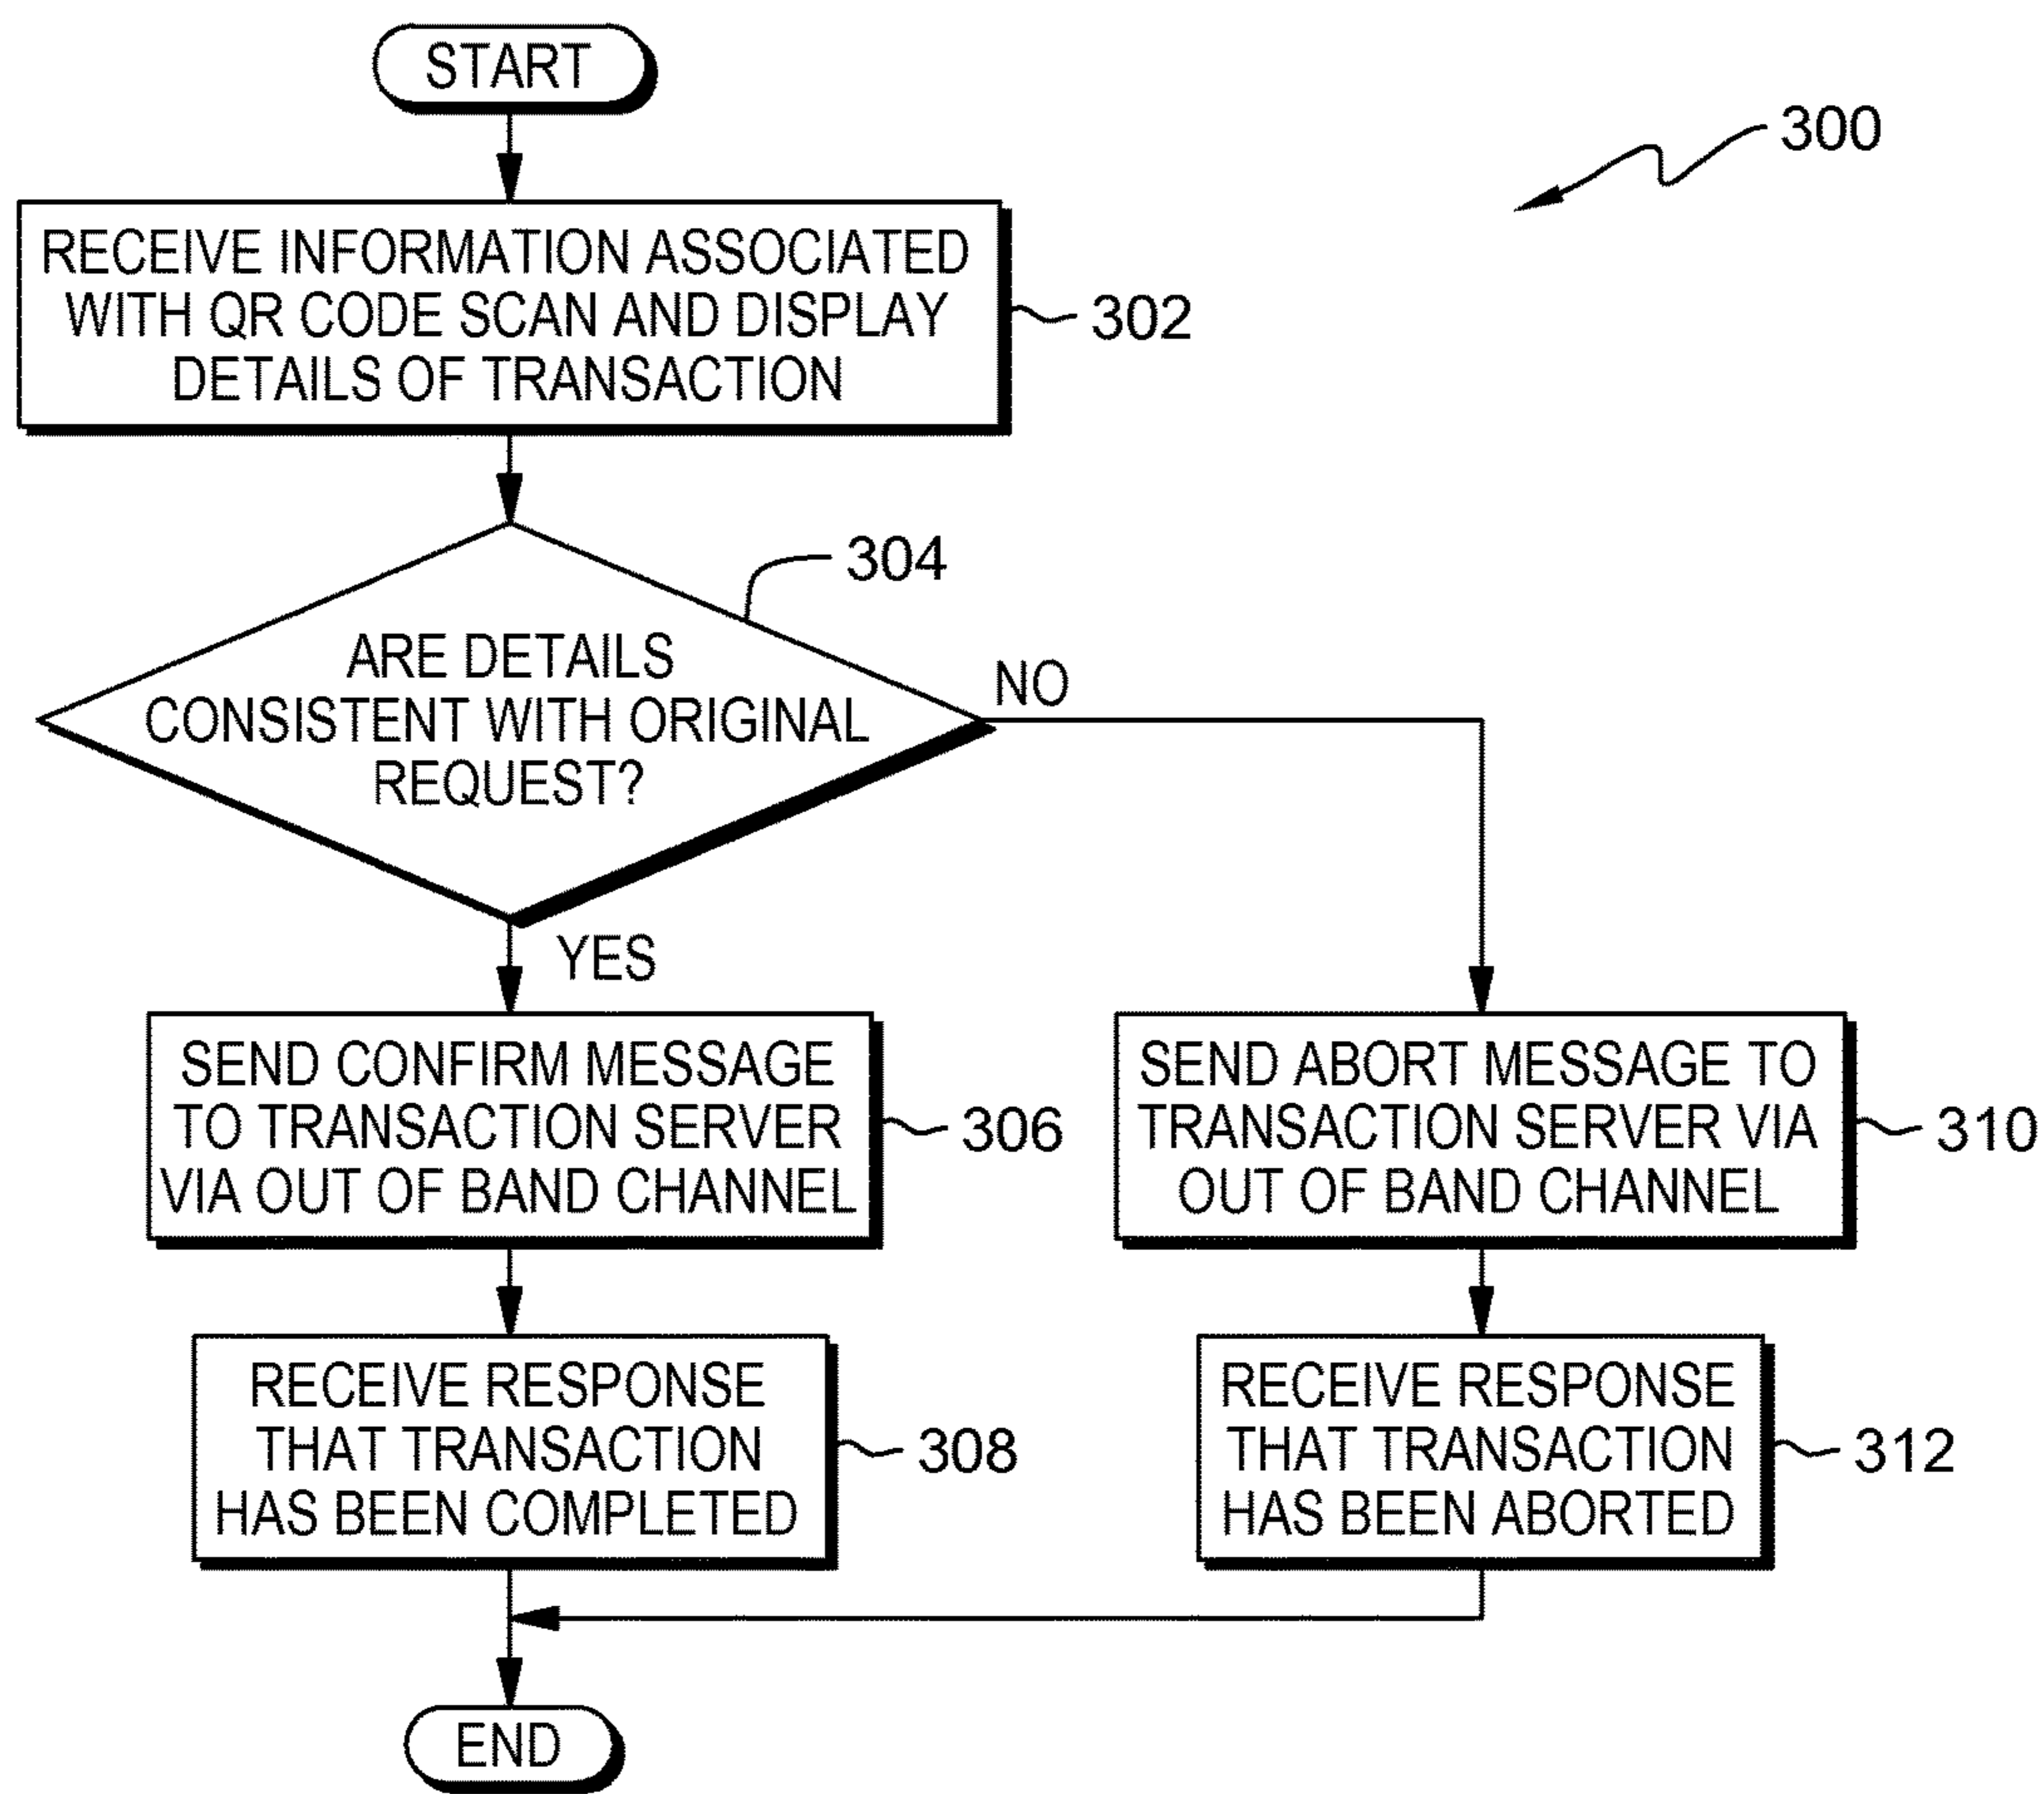 START
300
RECEIVE INFORMATION ASSOCIATED
WITH QR CODE SCAN AND DISPLAY
DETAILS OF TRANSACTION
302
304
ARE DETAILS
CONSISTENT WITH ORIGINAL
REQUEST?
NO
YES
SEND CONFIRM MESSAGE
TO TRANSACTION SERVER
VIA OUT OF BAND CHANNEL
306
SEND ABORT MESSAGE TO
TRANSACTION SERVER VIA
OUT OF BAND CHANNEL
310
RECEIVE RESPONSE
THAT TRANSACTION
HAS BEEN COMPLETED
308
RECEIVE RESPONSE
THAT TRANSACTION
HAS BEEN ABORTED
312
END